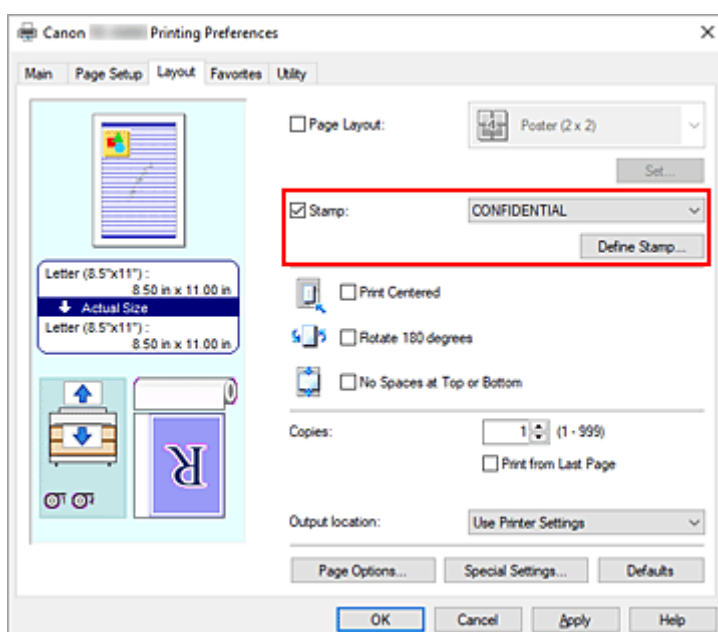 Canon Printing Preferences
Main Page Setup Layout Favorites Utility
Page Layout: Poster (2 x 2)
Set...
Stamp: CONFIDENTIAL
Define Stamp...
Letter (8.5"x11") :
8.50 in x 11.00 in
Actual Size
Letter (8.5"x11") :
8.50 in x 11.00 in
Print Centered
Rotate 180 degrees
No Spaces at Top or Bottom
Copies: 1 (1 - 999)
Print from Last Page
R
Output location: Use Printer Settings
Page Options... Special Settings... Defaults
OK Cancel Apply Help